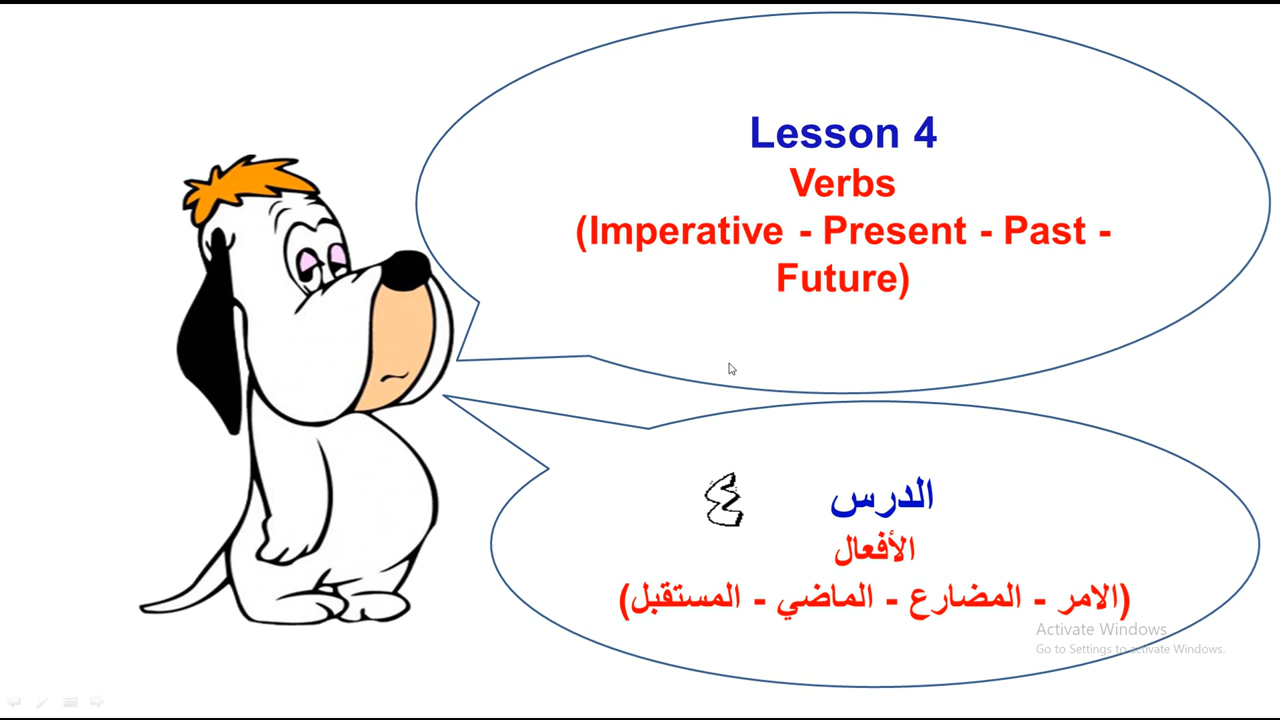 Lesson 4
Verbs
(Imperative - Present - Past -
Future)
الدرس ٤
الأفعال
(الامر - المضارع - الماضي - المستقبل)
Activate Windows
Go to Settings to activate Windows.